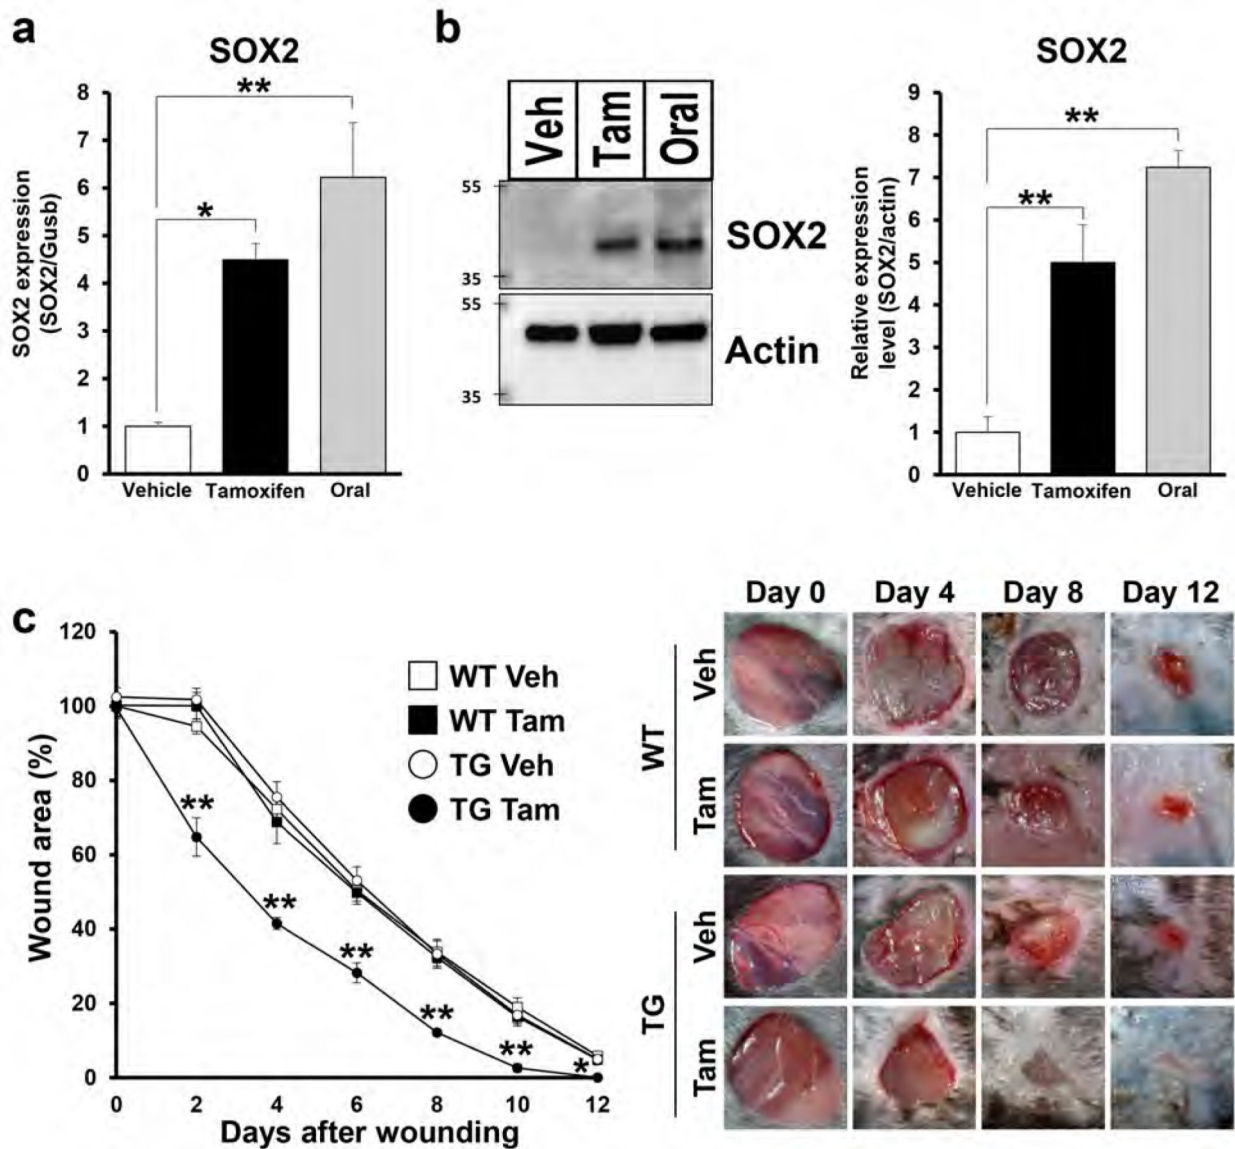 a
SOX2
SOX2 expression
(SOX2/Gusb)
8
7
6
5
4
3
2
1
0
**
*
Vehicle Tamoxifen Oral
b
Veh Tam Oral
55
35
SOX2
55
35
Actin
SOX2
Relative expression
level (SOX2/actin)
9
8
7
6
5
4
3
2
1
0
**
**
Vehicle Tamoxifen Oral
c
Wound area (%)
120
100
80
60
40
20
0
WT Veh
WT Tam
TG Veh
TG Tam
**
**
**
**
**
*
0 2 4 6 8 10 12
Days after wounding
Day 0 Day 4 Day 8 Day 12
WT
Veh
Tam
TG
Veh
Tam